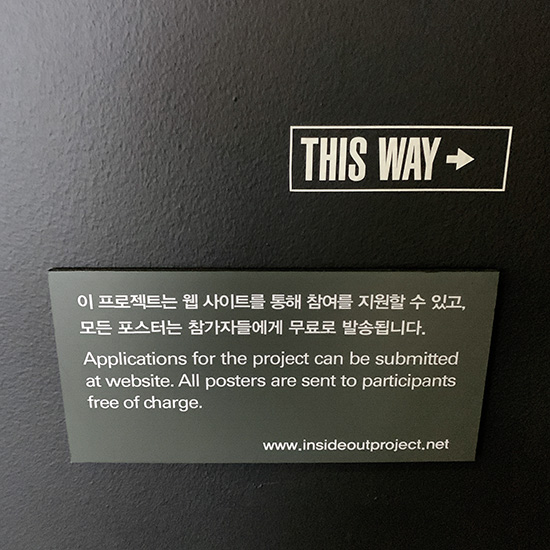 THIS WAY →
이 프로젝트는 웹 사이트를 통해 참여를 지원할 수 있고,
모든 포스터는 참가자들에게 무료로 발송됩니다.
Applications for the project can be submitted
at website. All posters are sent to participants
free of charge.
www.insideoutproject.net